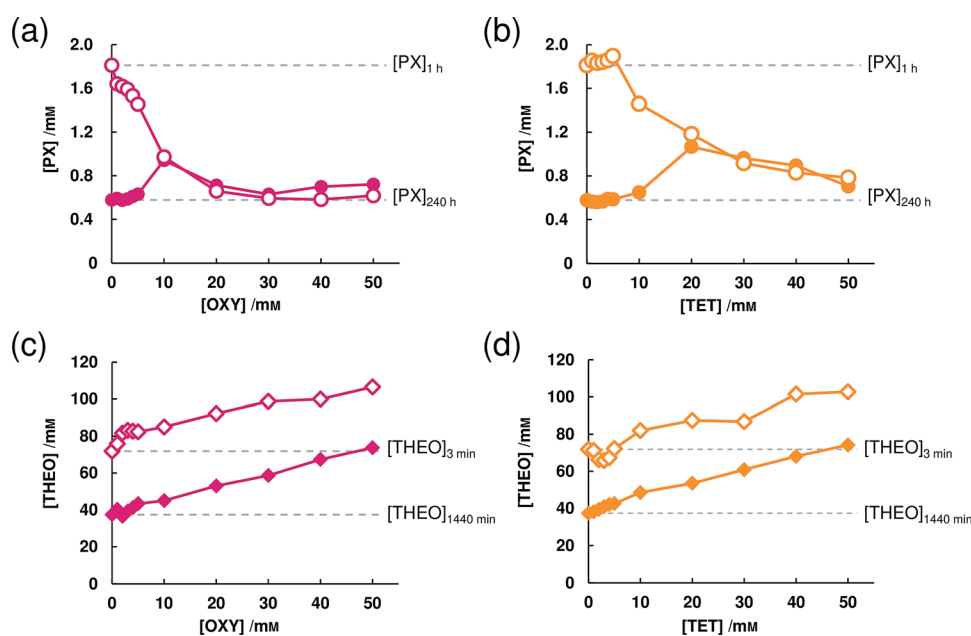 (a)
2.0
1.6
1.2
0.8
0.4
0
[PX] /mM
0 10 20 30 40 50
[OXY] /mM
[PX]1 h
[PX]240 h
(b)
2.0
1.6
1.2
0.8
0.4
0
[PX] /mM
0 10 20 30 40 50
[TET] /mM
[PX]1 h
[PX]240 h
(c)
120
100
80
60
40
20
0
[THEO] /mM
0 10 20 30 40 50
[OXY] /mM
[THEO]3 min
[THEO]1440 min
(d)
120
100
80
60
40
20
0
[THEO] /mM
0 10 20 30 40 50
[TET] /mM
[THEO]3 min
[THEO]1440 min